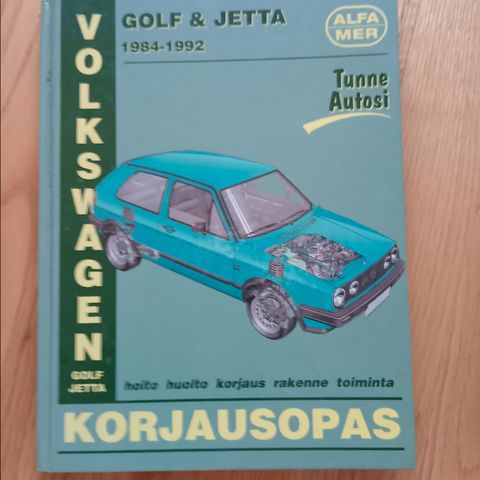 GOLF & JETTA
1984-1992
ALFA
MER
Tunne
Autosi
VOLKSWAGEN
GOLF
JETTA
hoito huolto korjaus rakenne toiminta
KORJAUSOPAS